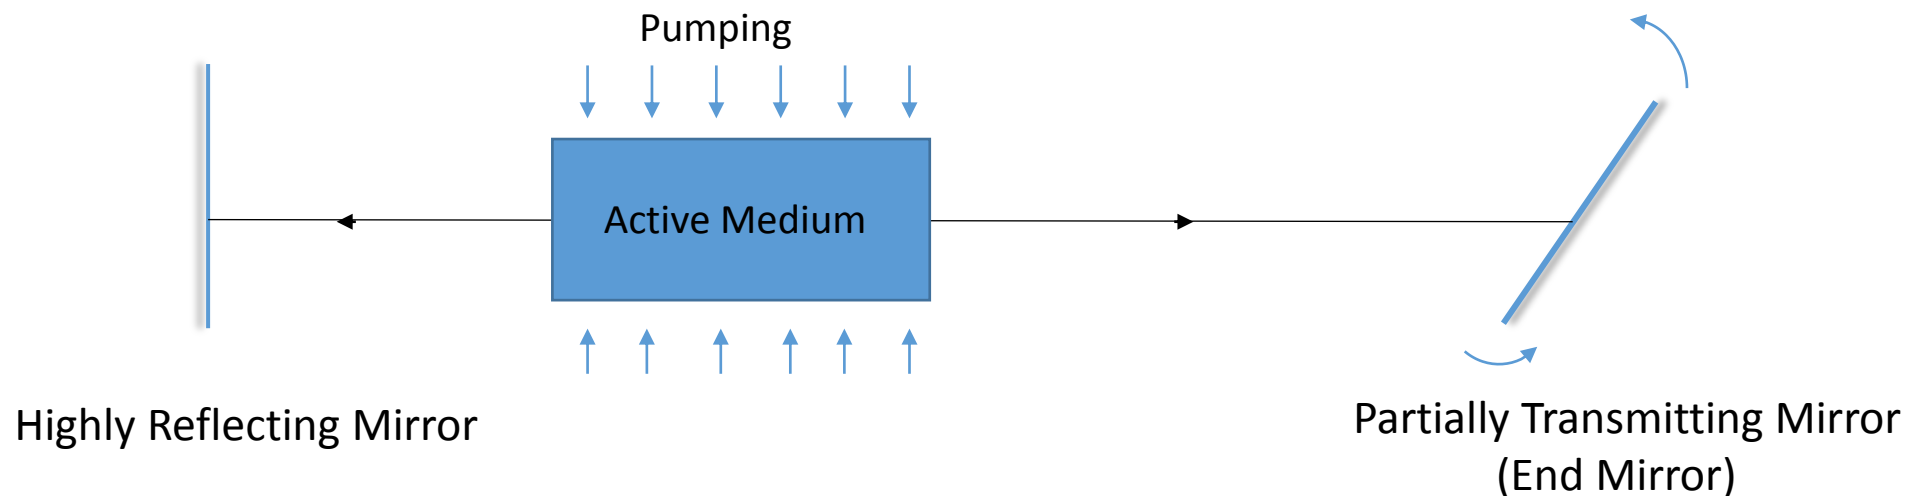 Pumping
Active Medium
Highly Reflecting Mirror
Partially Transmitting Mirror
(End Mirror)